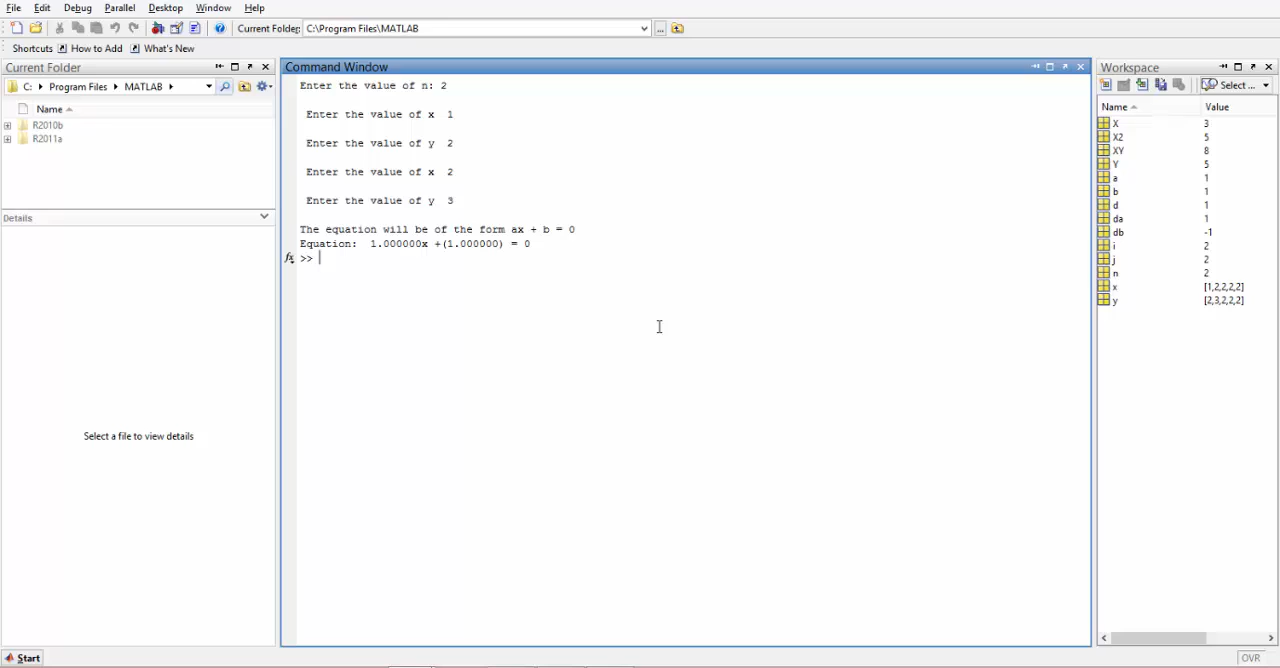 File Edit Debug Parallel Desktop Window Help
Current Folder: C:\Program Files\MATLAB ...
Shortcuts How to Add What's New
Current Folder
C: Program Files MATLAB
Name
R2010b
R2011a
Details
Select a file to view details
Command Window
Enter the value of n: 2
Enter the value of x 1
Enter the value of y 2
Enter the value of x 2
Enter the value of y 3
The equation will be of the form ax + b = 0
Equation: 1.000000x +(1.000000) = 0
fx >>
Workspace
Select ...
Name Value
X 3
X2 5
XY 8
Y 5
a 1
b 1
d 1
da 1
db -1
i 2
j 2
n 2
x [1,2,2,2,2]
y [2,3,2,2,2]
Start
OVR